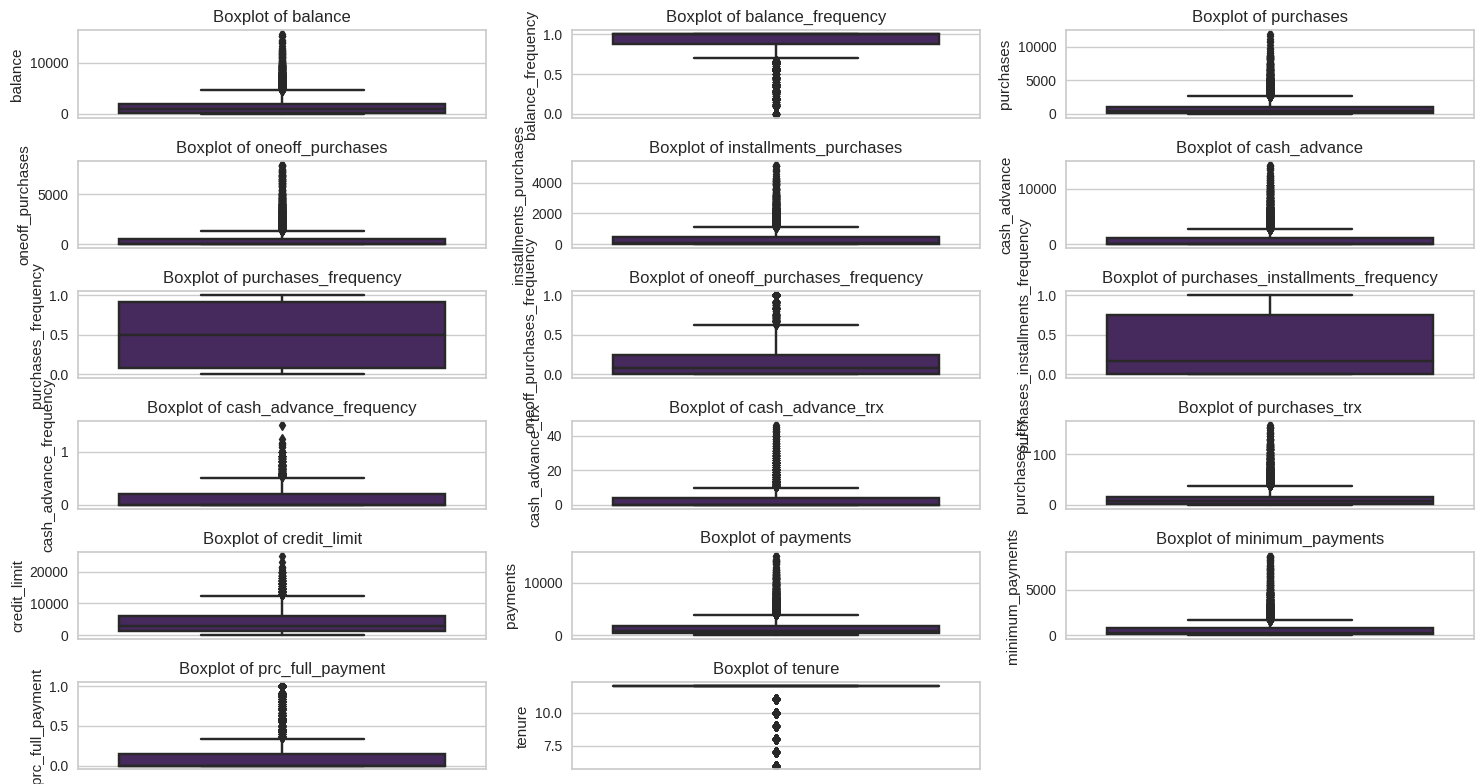 Boxplot of balance
balance
10000
0
Boxplot of balance_frequency
balance_frequency
1.0
0.5
0.0
Boxplot of purchases
purchases
10000
5000
0
Boxplot of oneoff_purchases
oneoff_purchases
5000
0
Boxplot of installments_purchases
installments_purchases
4000
2000
0
Boxplot of cash_advance
cash_advance
10000
0
Boxplot of purchases_frequency
purchases_frequency
1.0
0.5
0.0
Boxplot of oneoff_purchases_frequency
oneoff_purchases_frequency
1.0
0.5
0.0
Boxplot of purchases_installments_frequency
purchases_installments_frequency
1.0
0.5
0.0
Boxplot of cash_advance_frequency
cash_advance_frequency
1
0
Boxplot of cash_advance_trx
cash_advance_trx
40
20
0
Boxplot of purchases_trx
purchases_trx
100
0
Boxplot of credit_limit
credit_limit
20000
10000
0
Boxplot of payments
payments
10000
0
Boxplot of minimum_payments
minimum_payments
5000
0
Boxplot of prc_full_payment
prc_full_payment
1.0
0.5
0.0
Boxplot of tenure
tenure
10.0
7.5